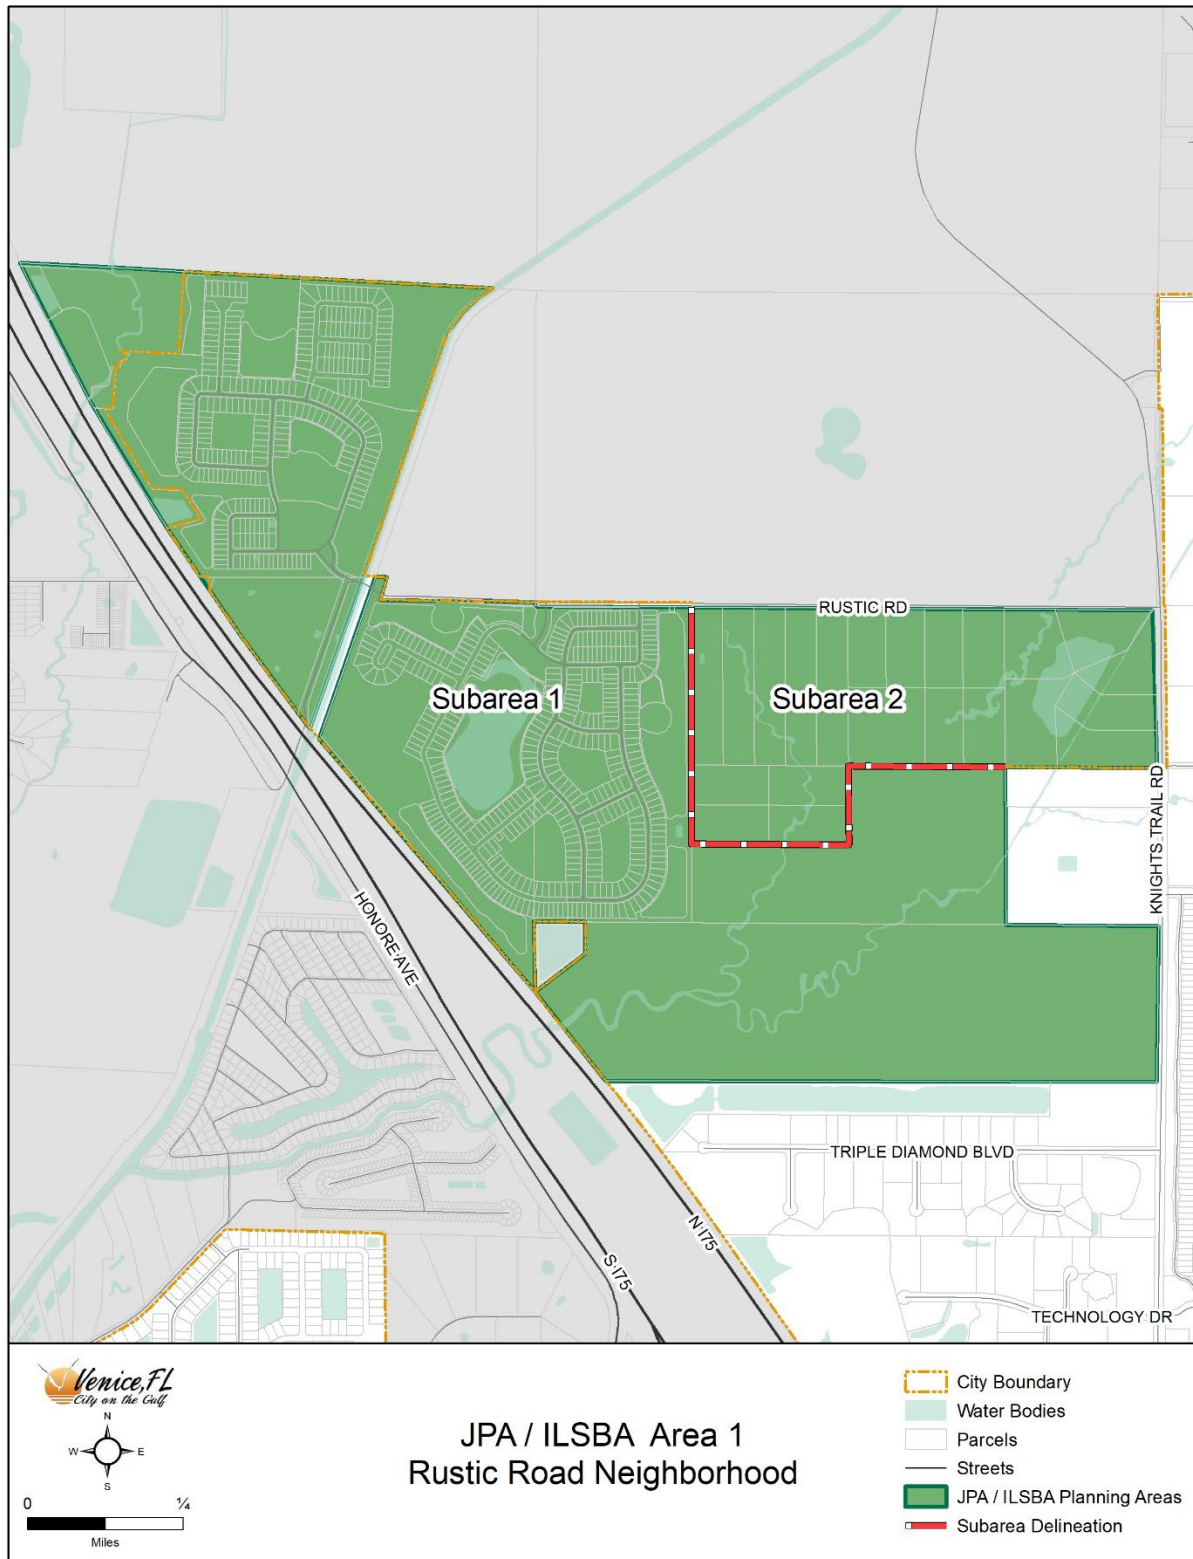 RUSTIC RD
Subarea 1
Subarea 2
KNIGHTS TRAIL RD
HONORE AVE
TRIPLE DIAMOND BLVD
N I75
S I75
TECHNOLOGY DR
Venice, FL
City on the Gulf
N
W E
S
0 ¼
Miles
JPA / ILSBA Area 1
Rustic Road Neighborhood
City Boundary
Water Bodies
Parcels
Streets
JPA / ILSBA Planning Areas
Subarea Delineation